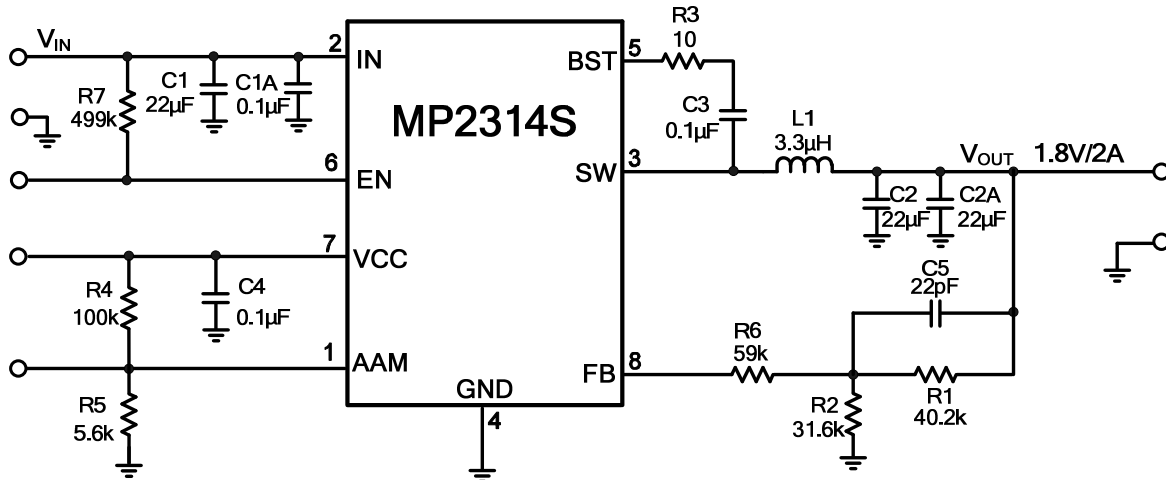 VIN
2
IN
R7
499k
C1
22µF
C1A
0.1µF
6
EN
7
VCC
R4
100k
C4
0.1µF
1
AAM
R5
5.6k
MP2314S
GND
4
5
BST
R3
10
C3
0.1µF
3
SW
L1
3.3µH
VOUT 1.8V/2A
C2
22µF
C2A
22µF
C5
22pF
8
FB
R6
59k
R2
31.6k
R1
40.2k